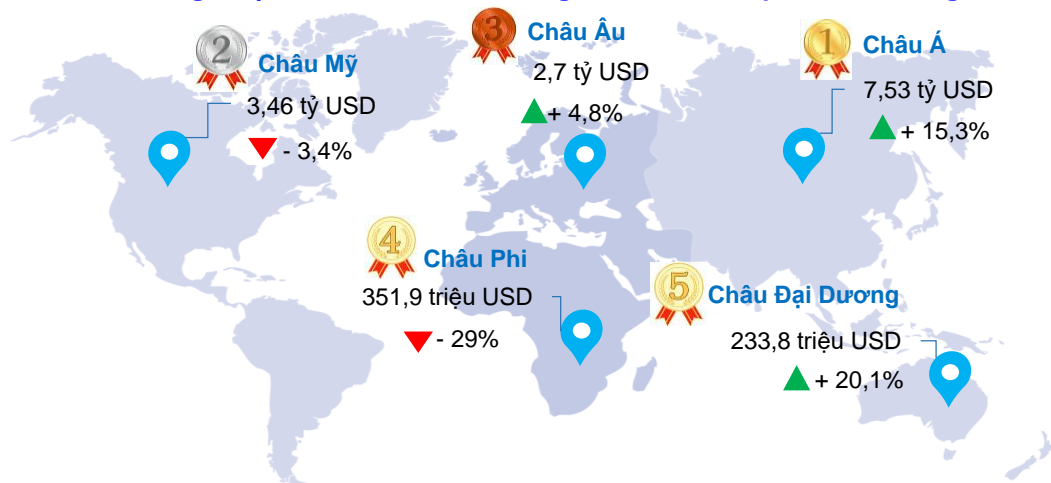 3
Châu Âu
2,7 tỷ USD
+ 4,8%
2
Châu Mỹ
3,46 tỷ USD
- 3,4%
1
Châu Á
7,53 tỷ USD
+ 15,3%
4
Châu Phi
351,9 triệu USD
- 29%
5
Châu Đại Dương
233,8 triệu USD
+ 20,1%